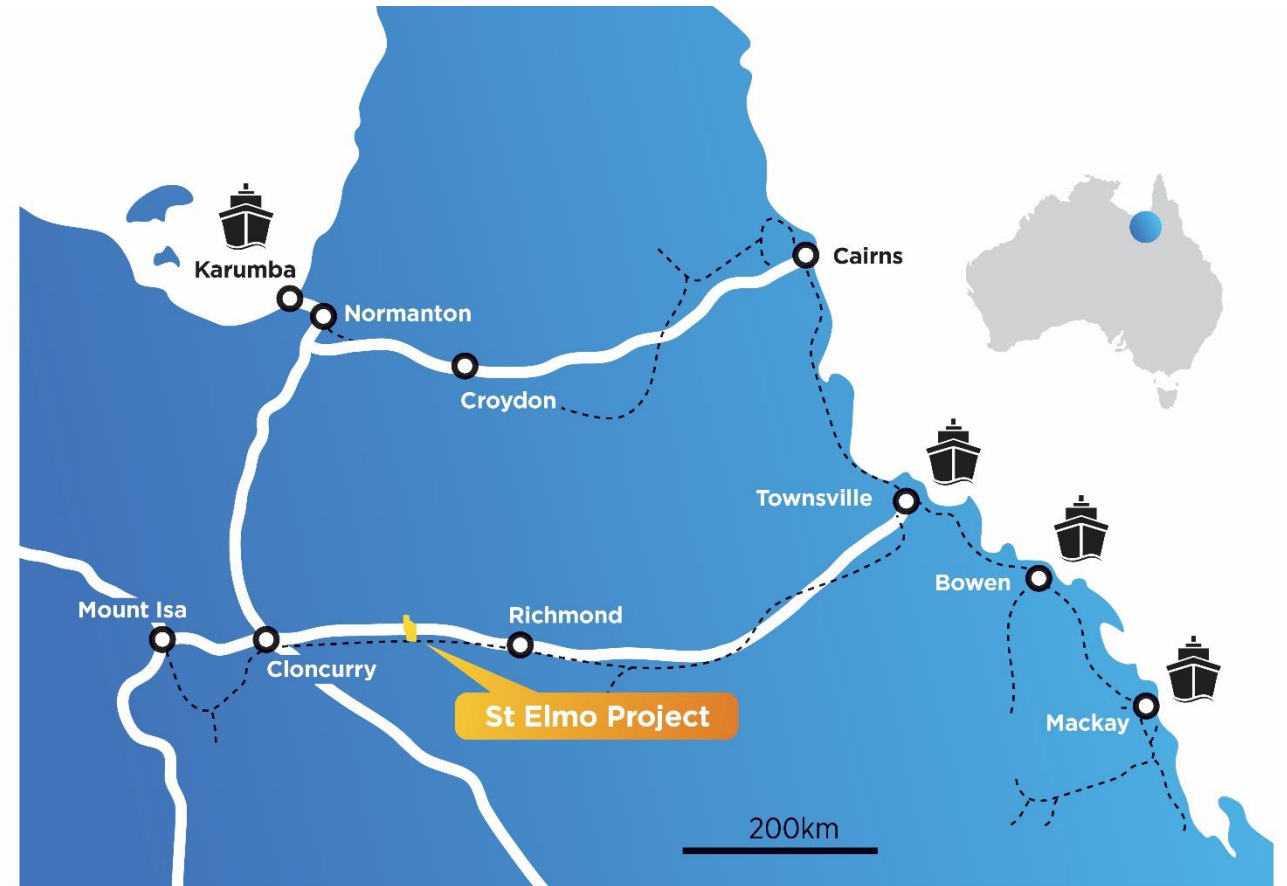 Karumba
Cairns
Normanton
Croydon
Townsville
Bowen
Mount Isa
Richmond
Cloncurry
St Elmo Project
Mackay
200km